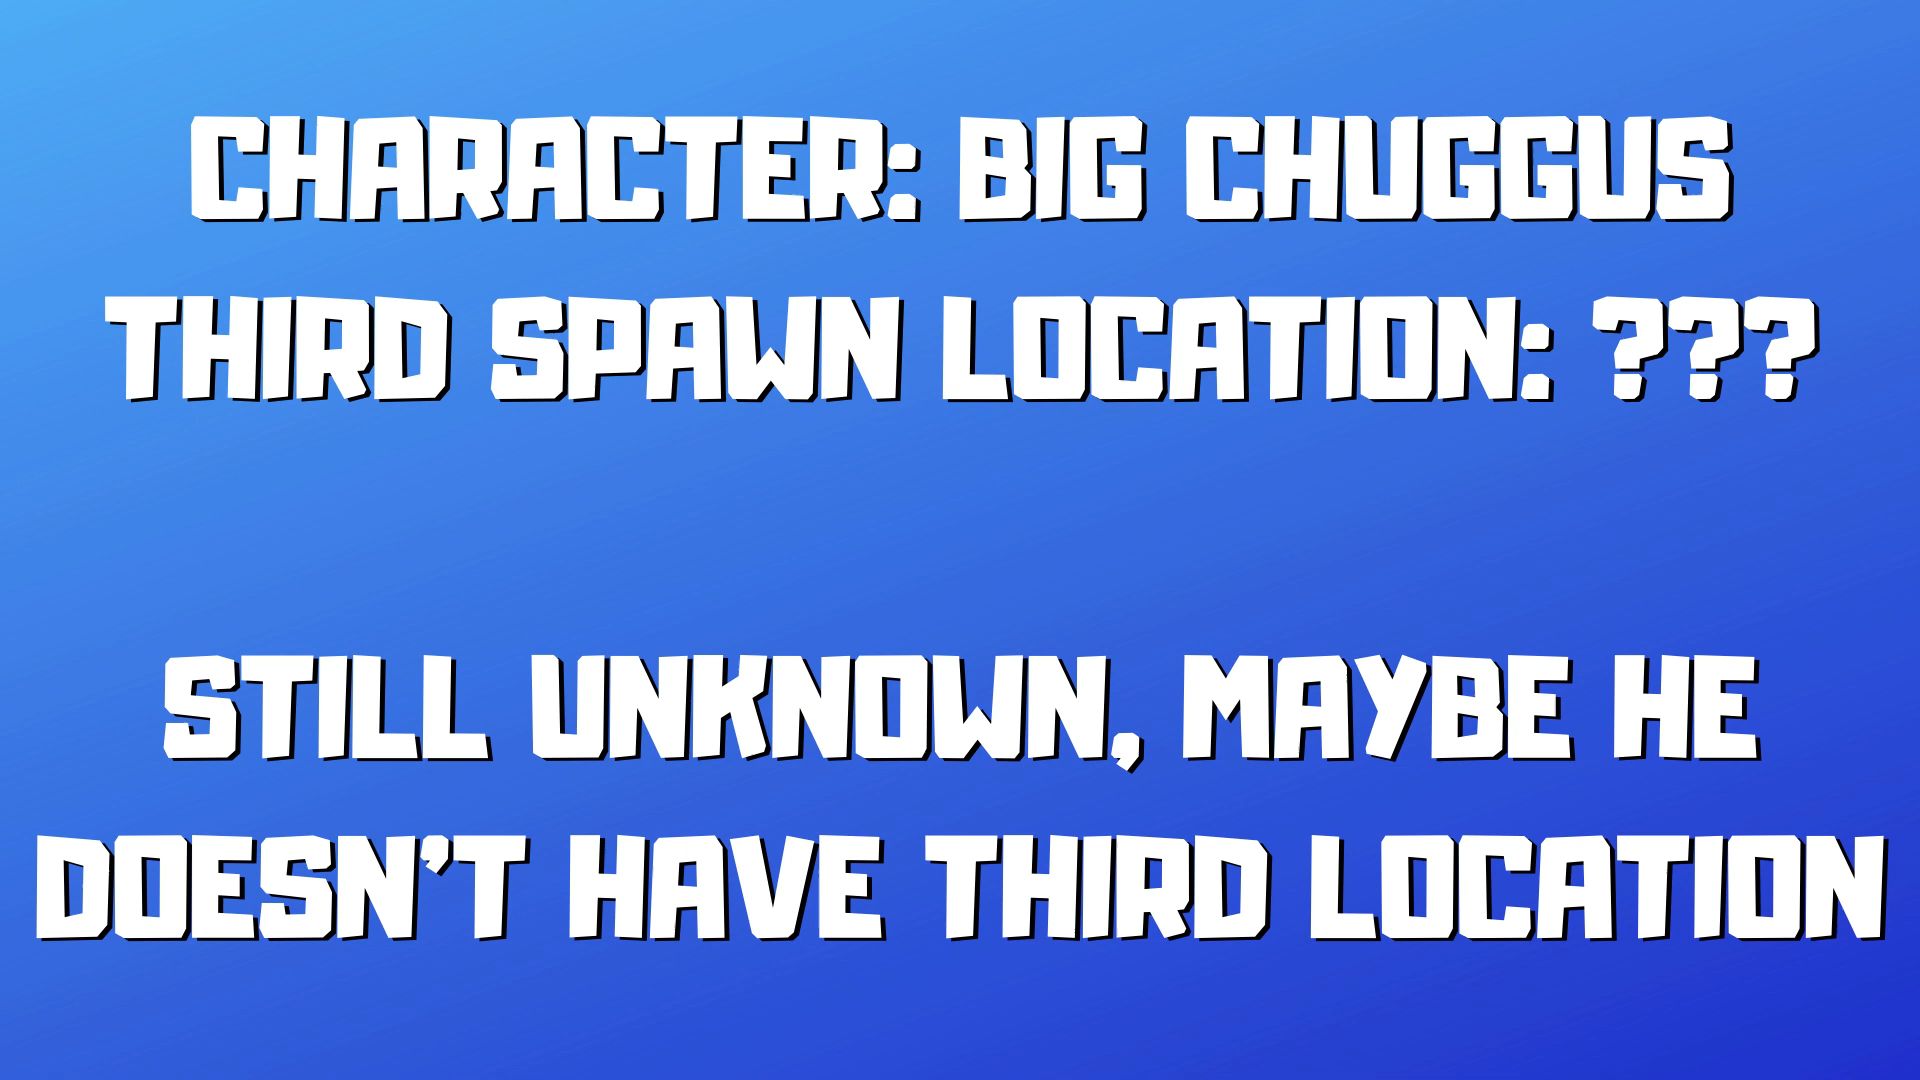 CHARACTER: BIG CHUGGUS
THIRD SPAWN LOCATION: ???
STILL UNKNOWN, MAYBE HE
DOESN'T HAVE THIRD LOCATION